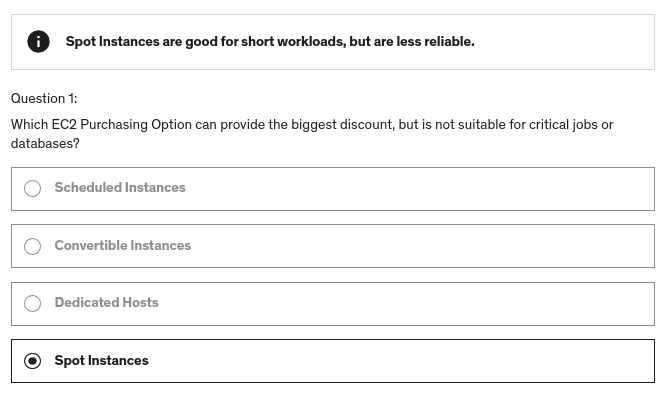 Spot Instances are good for short workloads, but are less reliable.
Question 1:
Which EC2 Purchasing Option can provide the biggest discount, but is not suitable for critical jobs or
databases?
Scheduled Instances
Convertible Instances
Dedicated Hosts
Spot Instances